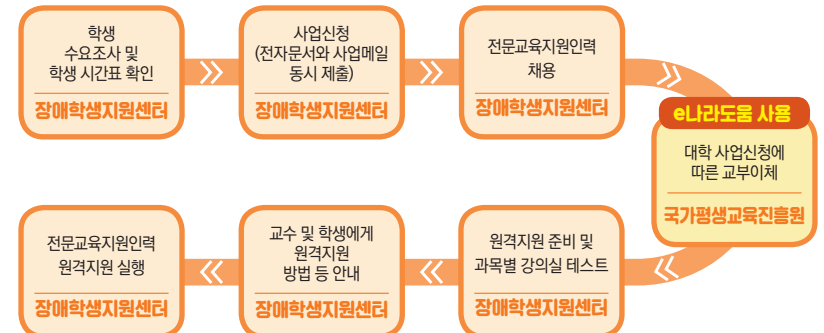 학생
수요조사 및
학생 시간표 확인
장애학생지원센터
사업신청
(전자문서와 사업메일
동시 제출)
장애학생지원센터
전문교육지원인력
채용
장애학생지원센터
e나라도움 사용
대학 사업신청에
따른 교부이체
국가평생교육진흥원
원격지원 준비 및
과목별 강의실 테스트
장애학생지원센터
교수 및 학생에게
원격지원
방법 등 안내
장애학생지원센터
전문교육지원인력
원격지원 실행
장애학생지원센터